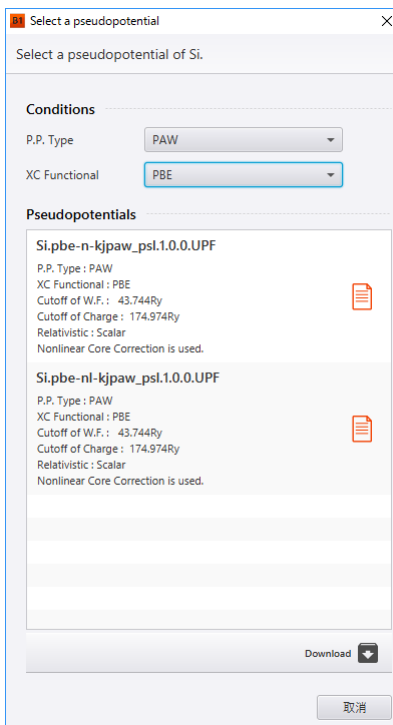 B1 Select a pseudopotential
Select a pseudopotential of Si.
Conditions
P.P. Type PAW
XC Functional PBE
Pseudopotentials
Si.pbe-n-kjpaw_psl.1.0.0.UPF
P.P. Type : PAW
XC Functional : PBE
Cutoff of W.F. : 43.744Ry
Cutoff of Charge : 174.974Ry
Relativistic : Scalar
Nonlinear Core Correction is used.
Si.pbe-nl-kjpaw_psl.1.0.0.UPF
P.P. Type : PAW
XC Functional : PBE
Cutoff of W.F. : 43.744Ry
Cutoff of Charge : 174.974Ry
Relativistic : Scalar
Nonlinear Core Correction is used.
Download
取消